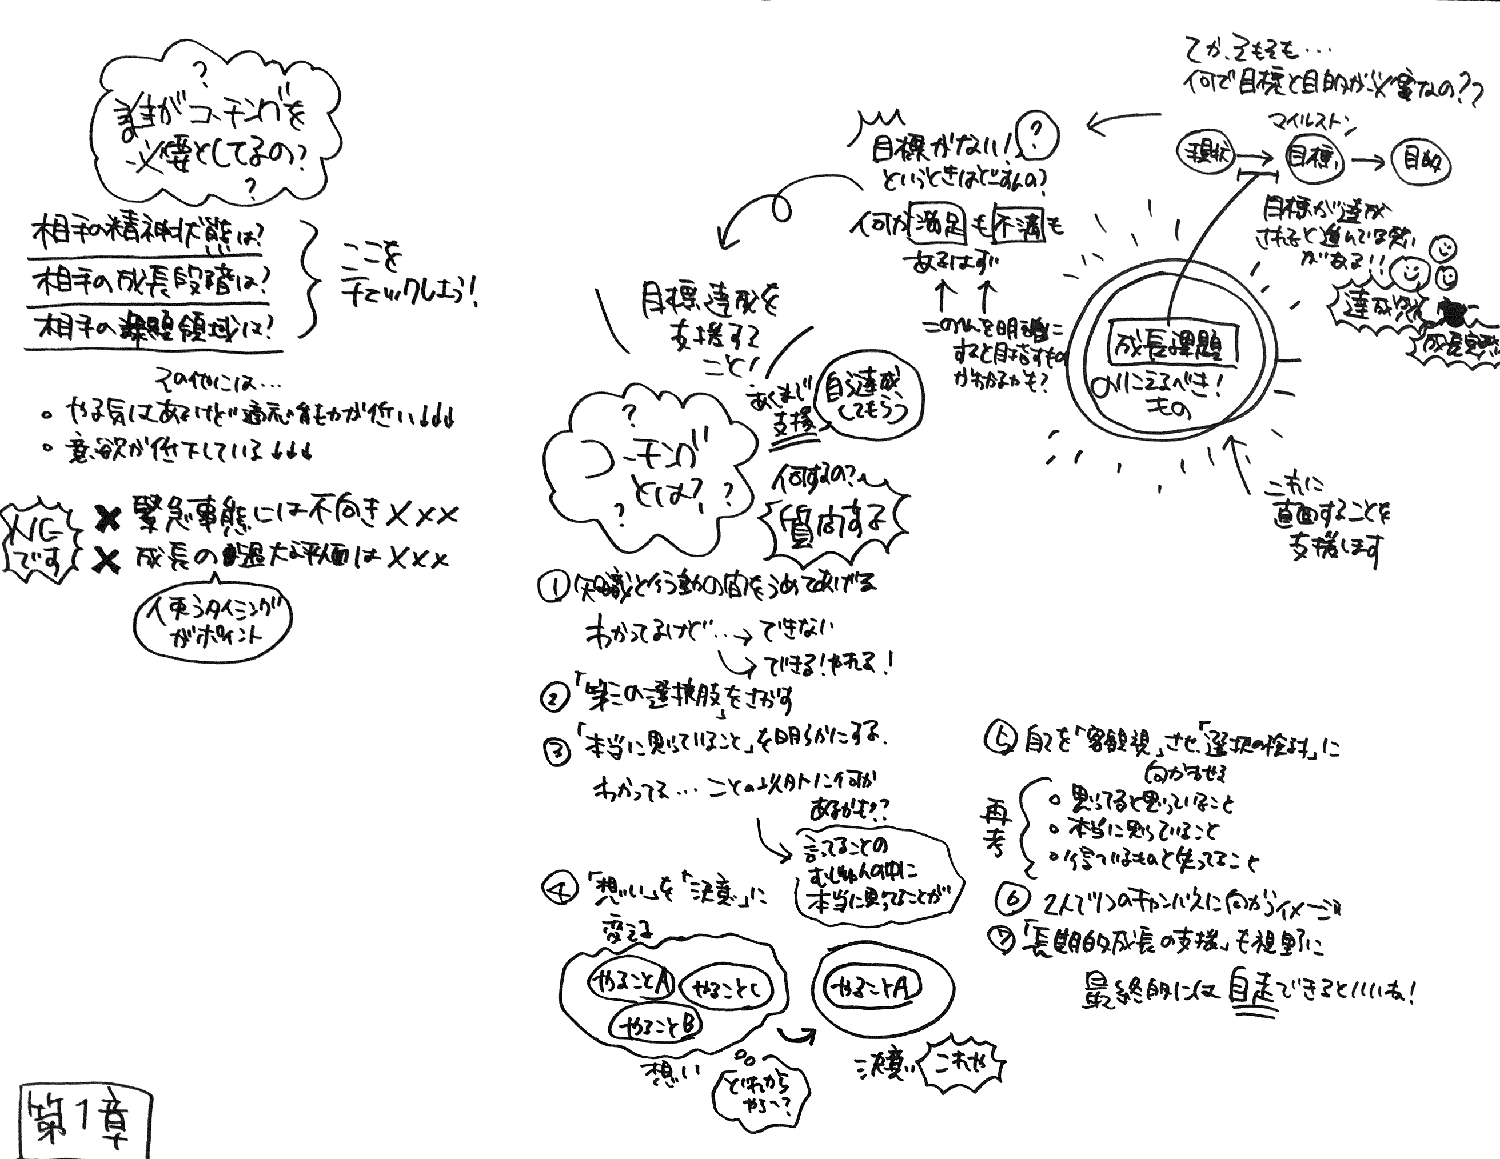 ?
誰がコーチングを
必要としてるの?
?
相手の精神状態は?
相手の成長段階は?
相手の課題領域は?
ここを
チェックしよう!
その他には…
・やる気はあるけど適応能力が低い↓↓↓
・意欲が低下している↓↓↓
NG
です
× 緊急事態には不向き×××
× 成長の過大評価は×××
使うタイミングが
ポイント
第1章
てか、そもそも…
何で目標と目的が必要なの??
マイルストン
現状→目標→目的
目標が達成
されると進んでる感じ
がある!!
達成感
成長実感
目標がない!?
というときはどーすんの?
何か満足も不満も
あるはず
このへんを明確に
すると目指すもの
がわかるかも?
成長課題
のりこえるべき!
もの
これに
直面することを
支援します
目標達成を
支援する
こと!
あくまで
支援
自ら達成
してもらう
?
コーチング
とは?
? ?
何するの?
質問する
① 知識と行動の間をうめてあげる
わかってるけど…→できない
→できる!やれる!
② 「第三の選択肢」をさがす
③ 「本当に思っていること」を明らかにする
わかってる…ことの以外に何か
あるかも??
言ってることの
むじゅんの中に
本当に思ってることが
④ 「想い」を「決意」に
変える
やることA やることC
やることB
想い
どれから
やろー?
やることA
決意
これや
⑤ 自己を「客観視」させ「選択の経路」に
向かわせる
再考
・思ってると思っていること
・本当に思っていること
・得ているものと失ってること
⑥ 2人で1つのキャンバスに向かうイメージ
⑦ 「長期的成長の支援」も視野に
最終的には自走できるといいね!